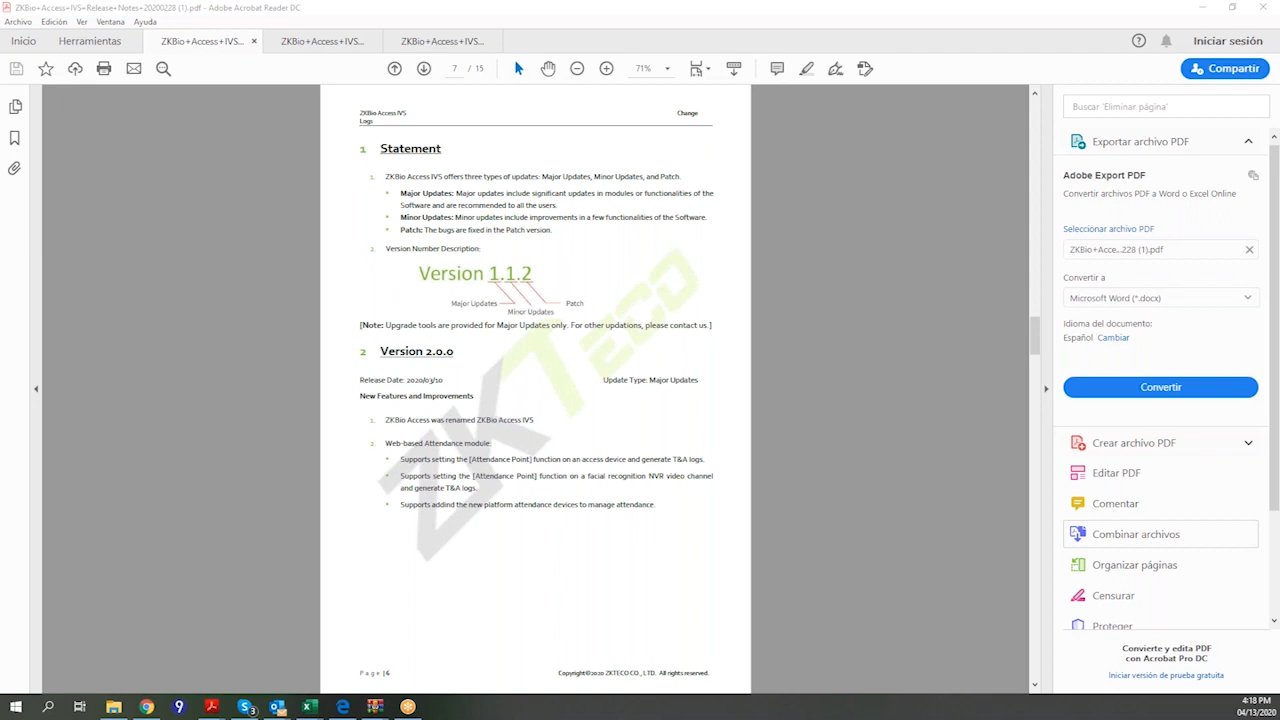 ZKBio+Access+IVS+Release+Notes+20200228 (1).pdf - Adobe Acrobat Reader DC
Archivo Edición Ver Ventana Ayuda
Inicio Herramientas ZKBio+Access+IVS... × ZKBio+Access+IVS... ZKBio+Access+IVS... Iniciar sesión
7 / 15 71% Compartir
ZKBio Access IVS Change
Logs
1 Statement
1. ZKBio Access IVS offers three types of updates: Major Updates, Minor Updates, and Patch.
Major Updates: Major updates include significant updates in modules or functionalities of the
Software and are recommended to all the users.
Minor Updates: Minor updates include improvements in a few functionalities of the Software.
Patch: The bugs are fixed in the Patch version.
2. Version Number Description:
Version 1.1.2
Major Updates Patch
Minor Updates
[Note: Upgrade tools are provided for Major Updates only. For other updations, please contact us.]
2 Version 2.0.0
Release Date: 2020/03/10 Update Type: Major Updates
New Features and Improvements
1. ZKBio Access was renamed ZKBio Access IVS
2. Web-based Attendance module:
Supports setting the [Attendance Point] function on an access device and generate T&A logs.
Supports setting the [Attendance Point] function on a facial recognition NVR video channel
and generate T&A logs.
Supports addind the new platform attendance devices to manage attendance.
ZKTECO
Page |6 Copyright©2020 ZKTECO CO., LTD. All rights reserved.
Buscar 'Eliminar página'
Exportar archivo PDF
Adobe Export PDF
Convertir archivos PDF a Word o Excel Online
Seleccionar archivo PDF
ZKBio+Acce...228 (1).pdf
Convertir a
Microsoft Word (*.docx)
Idioma del documento:
Español Cambiar
Convertir
Crear archivo PDF
Editar PDF
Comentar
Combinar archivos
Organizar páginas
Censurar
Proteger
Convierte y edita PDF
con Acrobat Pro DC
Iniciar versión de prueba gratuita
4:18 PM
04/13/2020